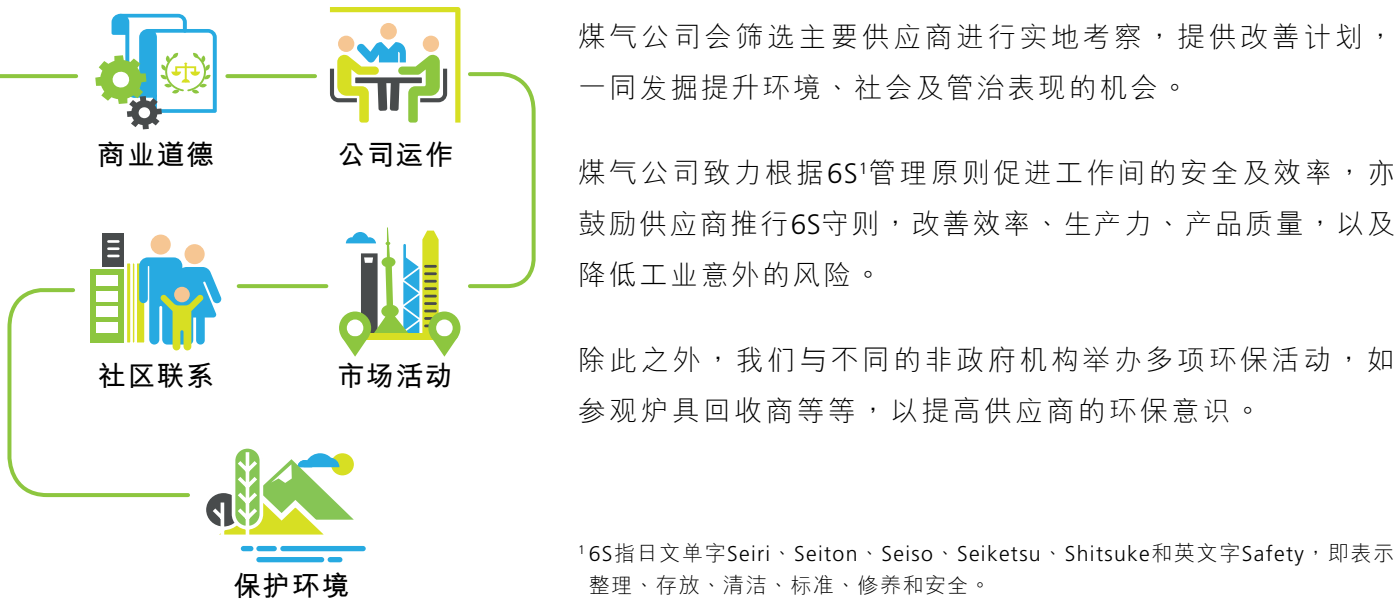 商业道德
公司运作
社区联系
市场活动
保护环境
煤气公司会筛选主要供应商进行实地考察，提供改善计划，
一同发掘提升环境、社会及管治表现的机会。
煤气公司致力根据6S¹管理原则促进工作间的安全及效率，亦
鼓励供应商推行6S守则，改善效率、生产力、产品质量，以及
降低工业意外的风险。
除此之外，我们与不同的非政府机构举办多项环保活动，如
参观炉具回收商等等，以提高供应商的环保意识。
¹6S指日文单字Seiri、Seiton、Seiso、Seiketsu、Shitsuke和英文字Safety，即表示
整理、存放、清洁、标准、修养和安全。